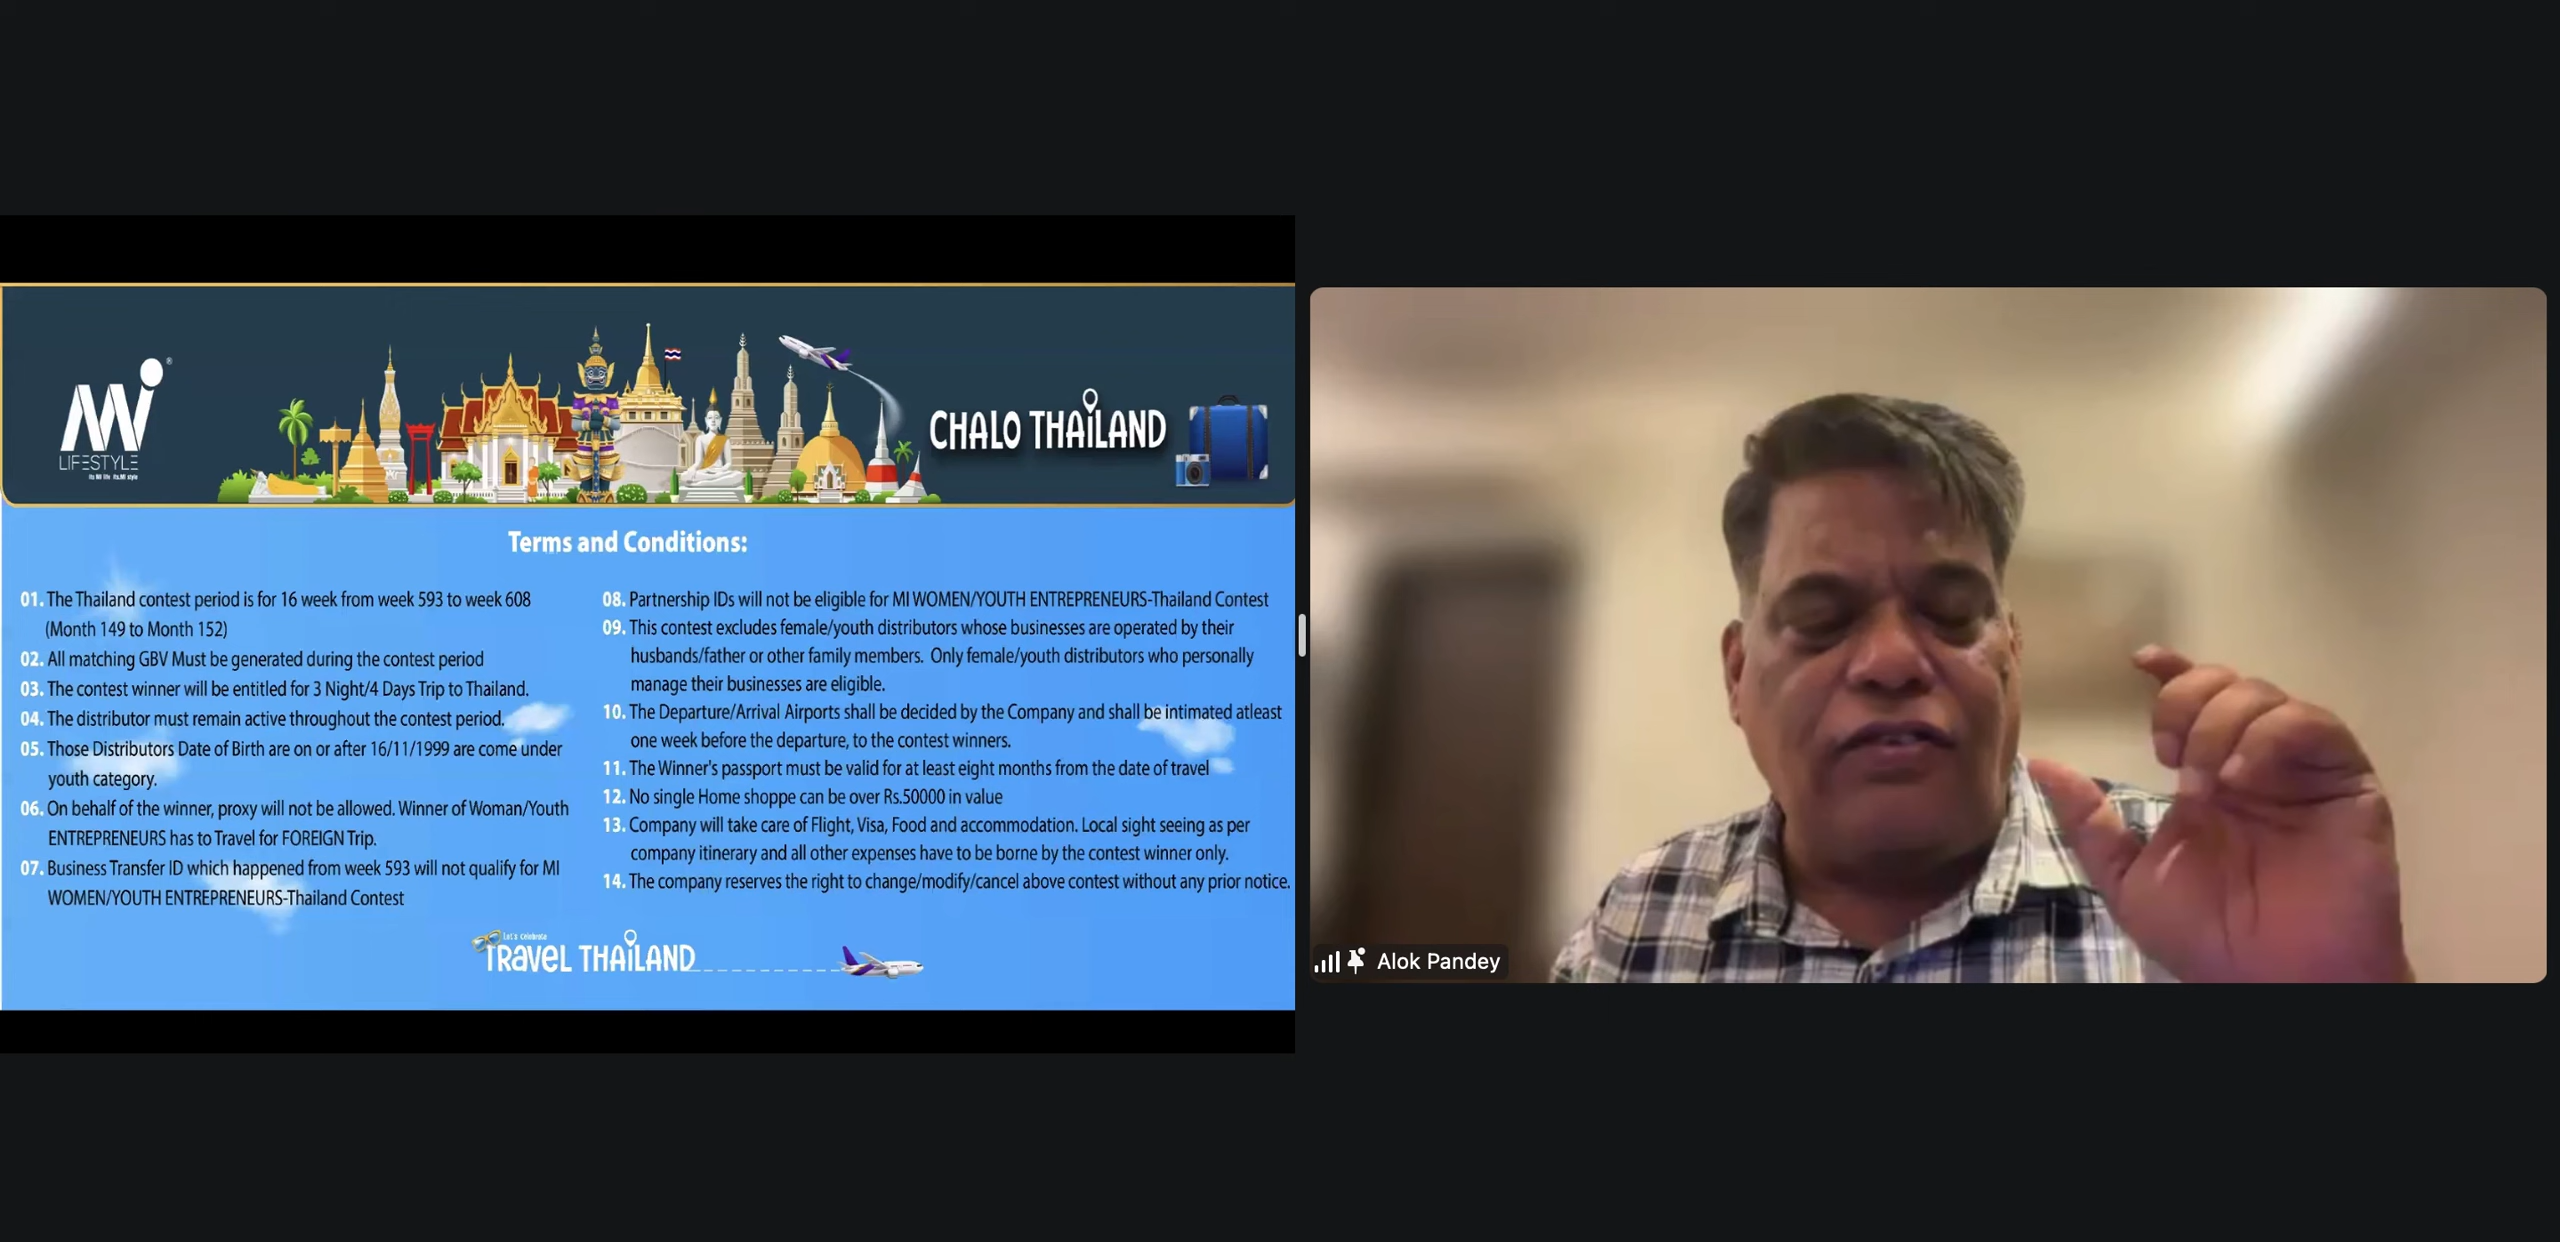 MI
LIFESTYLE
CHALO THAILAND
Terms and Conditions:
01. The Thailand contest period is for 16 week from week 593 to week 608
(Month 149 to Month 152)
02. All matching GBV Must be generated during the contest period
03. The contest winner will be entitled for 3 Night/4 Days Trip to Thailand.
04. The distributor must remain active throughout the contest period.
05. Those Distributors Date of Birth are on or after 16/11/1999 are come under
youth category.
06. On behalf of the winner, proxy will not be allowed. Winner of Woman/Youth
ENTREPRENEURS has to Travel for FOREIGN Trip.
07. Business Transfer ID which happened from week 593 will not qualify for MI
WOMEN/YOUTH ENTREPRENEURS-Thailand Contest
08. Partnership IDs will not be eligible for MI WOMEN/YOUTH ENTREPRENEURS-Thailand Contest
09. This contest excludes female/youth distributors whose businesses are operated by their
husbands/father or other family members. Only female/youth distributors who personally
manage their businesses are eligible.
10. The Departure/Arrival Airports shall be decided by the Company and shall be intimated atleast
one week before the departure, to the contest winners.
11. The Winner's passport must be valid for at least eight months from the date of travel
12. No single Home shoppe can be over Rs.50000 in value
13. Company will take care of Flight, Visa, Food and accommodation. Local sight seeing as per
company itinerary and all other expenses have to be borne by the contest winner only.
14. The company reserves the right to change/modify/cancel above contest without any prior notice.
Let's Celebrate
TRAVEL THAILAND
Alok Pandey